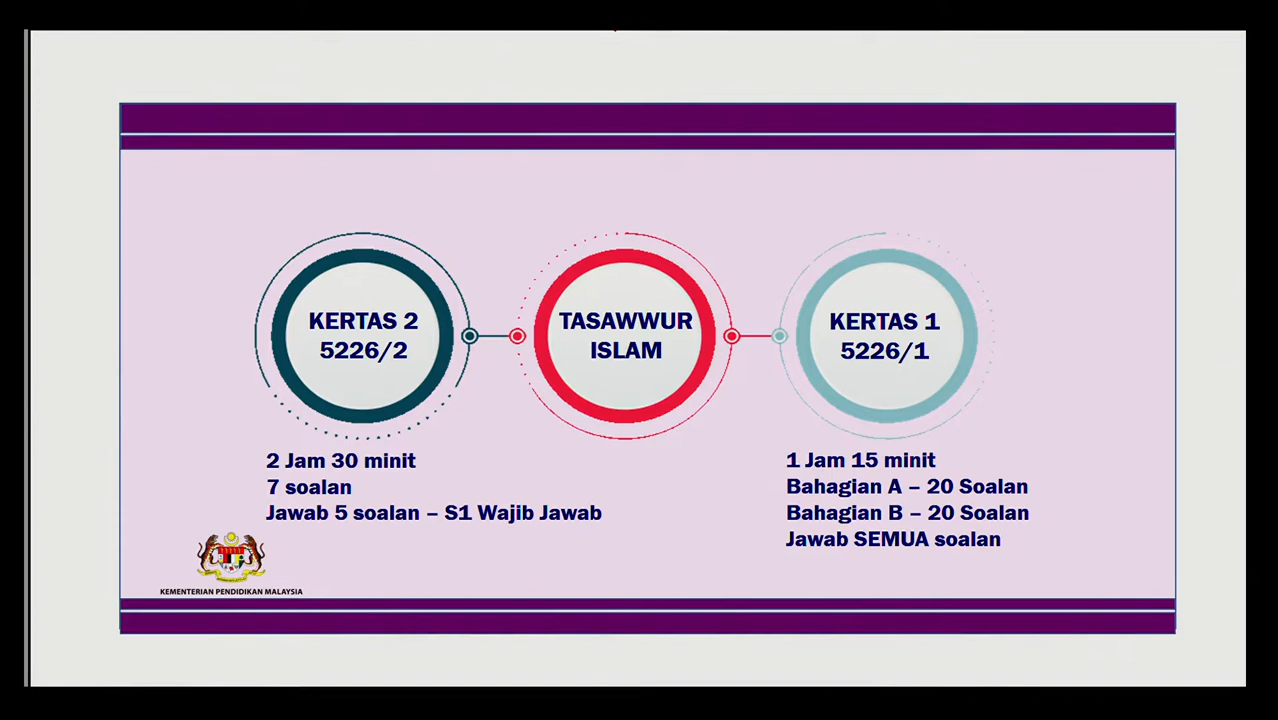 KERTAS 2
5226/2
TASAWWUR
ISLAM
KERTAS 1
5226/1
2 Jam 30 minit
7 soalan
Jawab 5 soalan – S1 Wajib Jawab
1 Jam 15 minit
Bahagian A – 20 Soalan
Bahagian B – 20 Soalan
Jawab SEMUA soalan
KEMENTERIAN PENDIDIKAN MALAYSIA